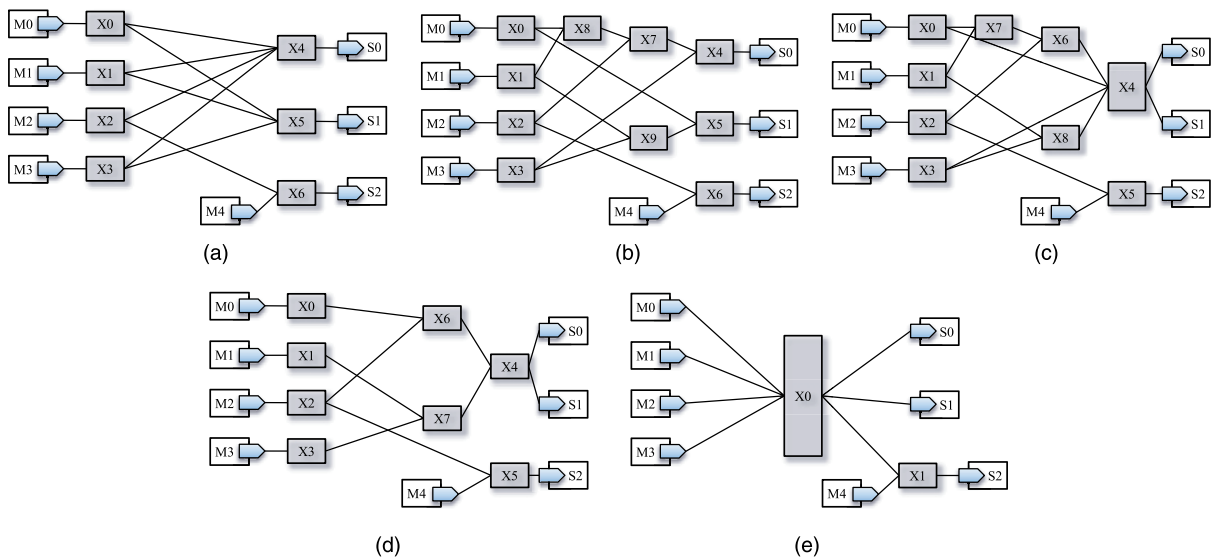 M0 X0 X4 S0
M1 X1
M2 X2 X5 S1
M3 X3
X6 S2
M4
(a)
M0 X0 X8 X7 X4 S0
M1 X1
M2 X2 X9 X5 S1
M3 X3
X6 S2
M4
(b)
M0 X0 X7 X6 S0
M1 X1 X4
M2 X2 X8 S1
M3 X3
X5 S2
M4
(c)
M0 X0 X6 S0
M1 X1 X4
M2 X2 X7 S1
M3 X3
X5 S2
M4
(d)
M0 S0
M1
M2 X0 S1
M3
X1 S2
M4
(e)